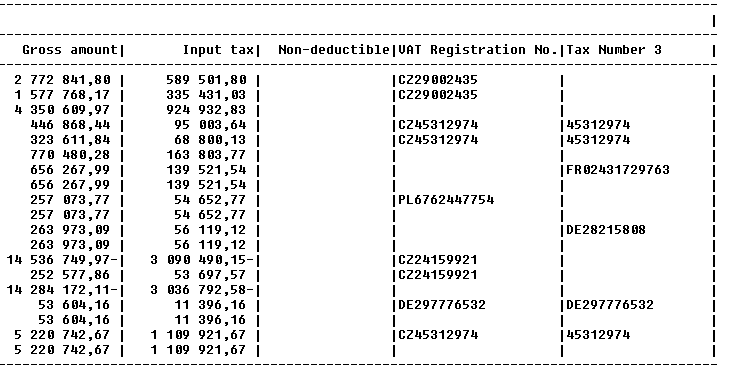 Gross amount| Input tax| Non-deductible|VAT Registration No.|Tax Number 3 |
2 772 841,80 | 589 501,80 | |CZ29002435 | |
1 577 768,17 | 335 431,03 | |CZ29002435 | |
4 350 609,97 | 924 932,83 | | | |
446 868,44 | 95 003,64 | |CZ45312974 |45312974 |
323 611,84 | 68 800,13 | |CZ45312974 |45312974 |
770 480,28 | 163 803,77 | | | |
656 267,99 | 139 521,54 | | |FR02431729763 |
656 267,99 | 139 521,54 | | | |
257 073,77 | 54 652,77 | |PL6762447754 | |
257 073,77 | 54 652,77 | | | |
263 973,09 | 56 119,12 | | |DE28215808 |
263 973,09 | 56 119,12 | | | |
14 536 749,97-| 3 090 490,15-| |CZ24159921 | |
252 577,86 | 53 697,57 | |CZ24159921 | |
14 284 172,11-| 3 036 792,58-| | | |
53 604,16 | 11 396,16 | |DE297776532 |DE297776532 |
53 604,16 | 11 396,16 | | | |
5 220 742,67 | 1 109 921,67 | |CZ45312974 |45312974 |
5 220 742,67 | 1 109 921,67 | | | |